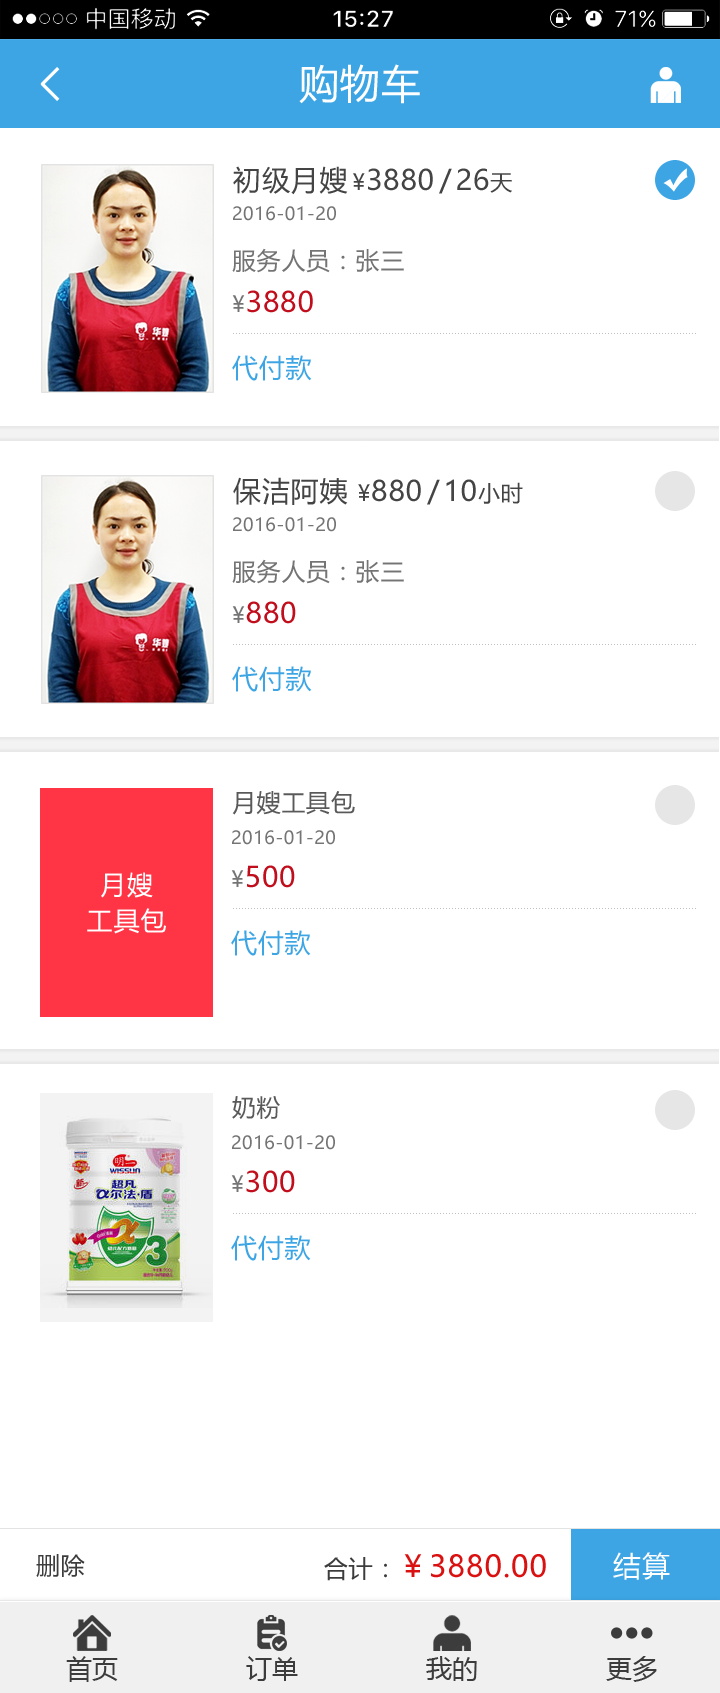 中国移动 15:27 71%
购物车
初级月嫂 ¥3880/26天
2016-01-20
服务人员：张三
¥3880
代付款
保洁阿姨 ¥880/10小时
2016-01-20
服务人员：张三
¥880
代付款
月嫂
工具包
月嫂工具包
2016-01-20
¥500
代付款
明一
WISSUN
新
超凡
α尔法·盾
α
3
奶粉
2016-01-20
¥300
代付款
删除 合计：¥ 3880.00 结算
首页 订单 我的 更多